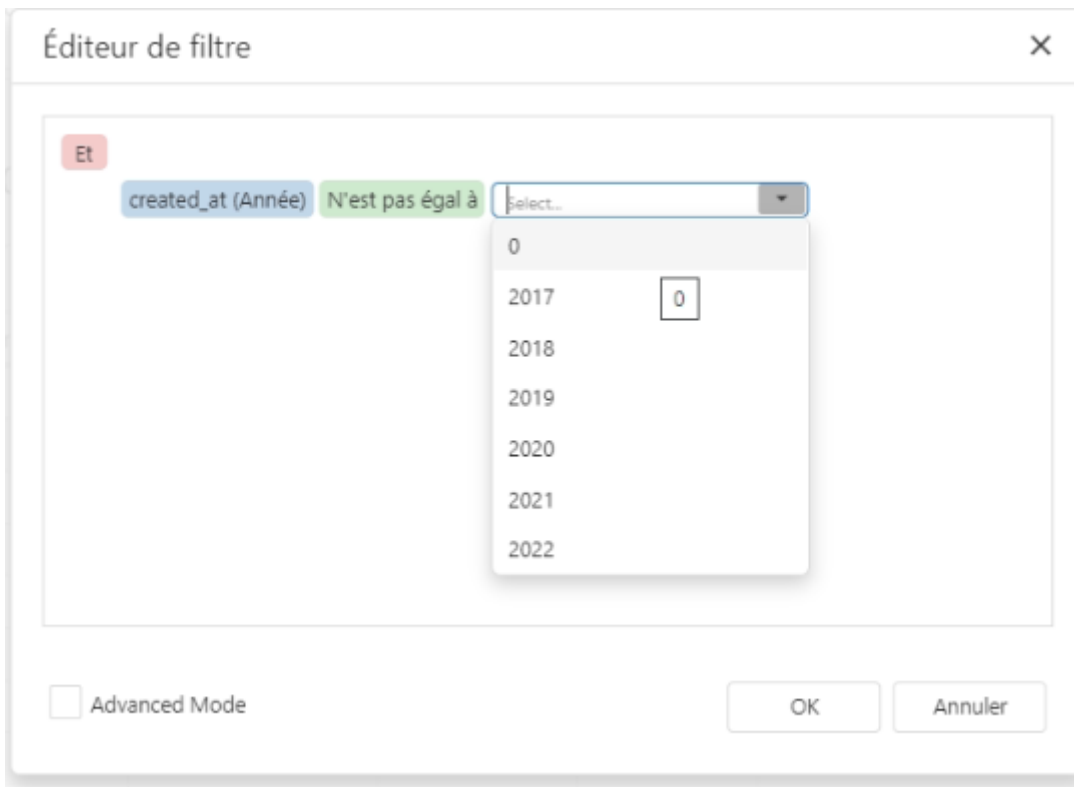 Éditeur de filtre
Et
created_at (Année) N'est pas égal à Select...
0
2017 0
2018
2019
2020
2021
2022
Advanced Mode OK Annuler